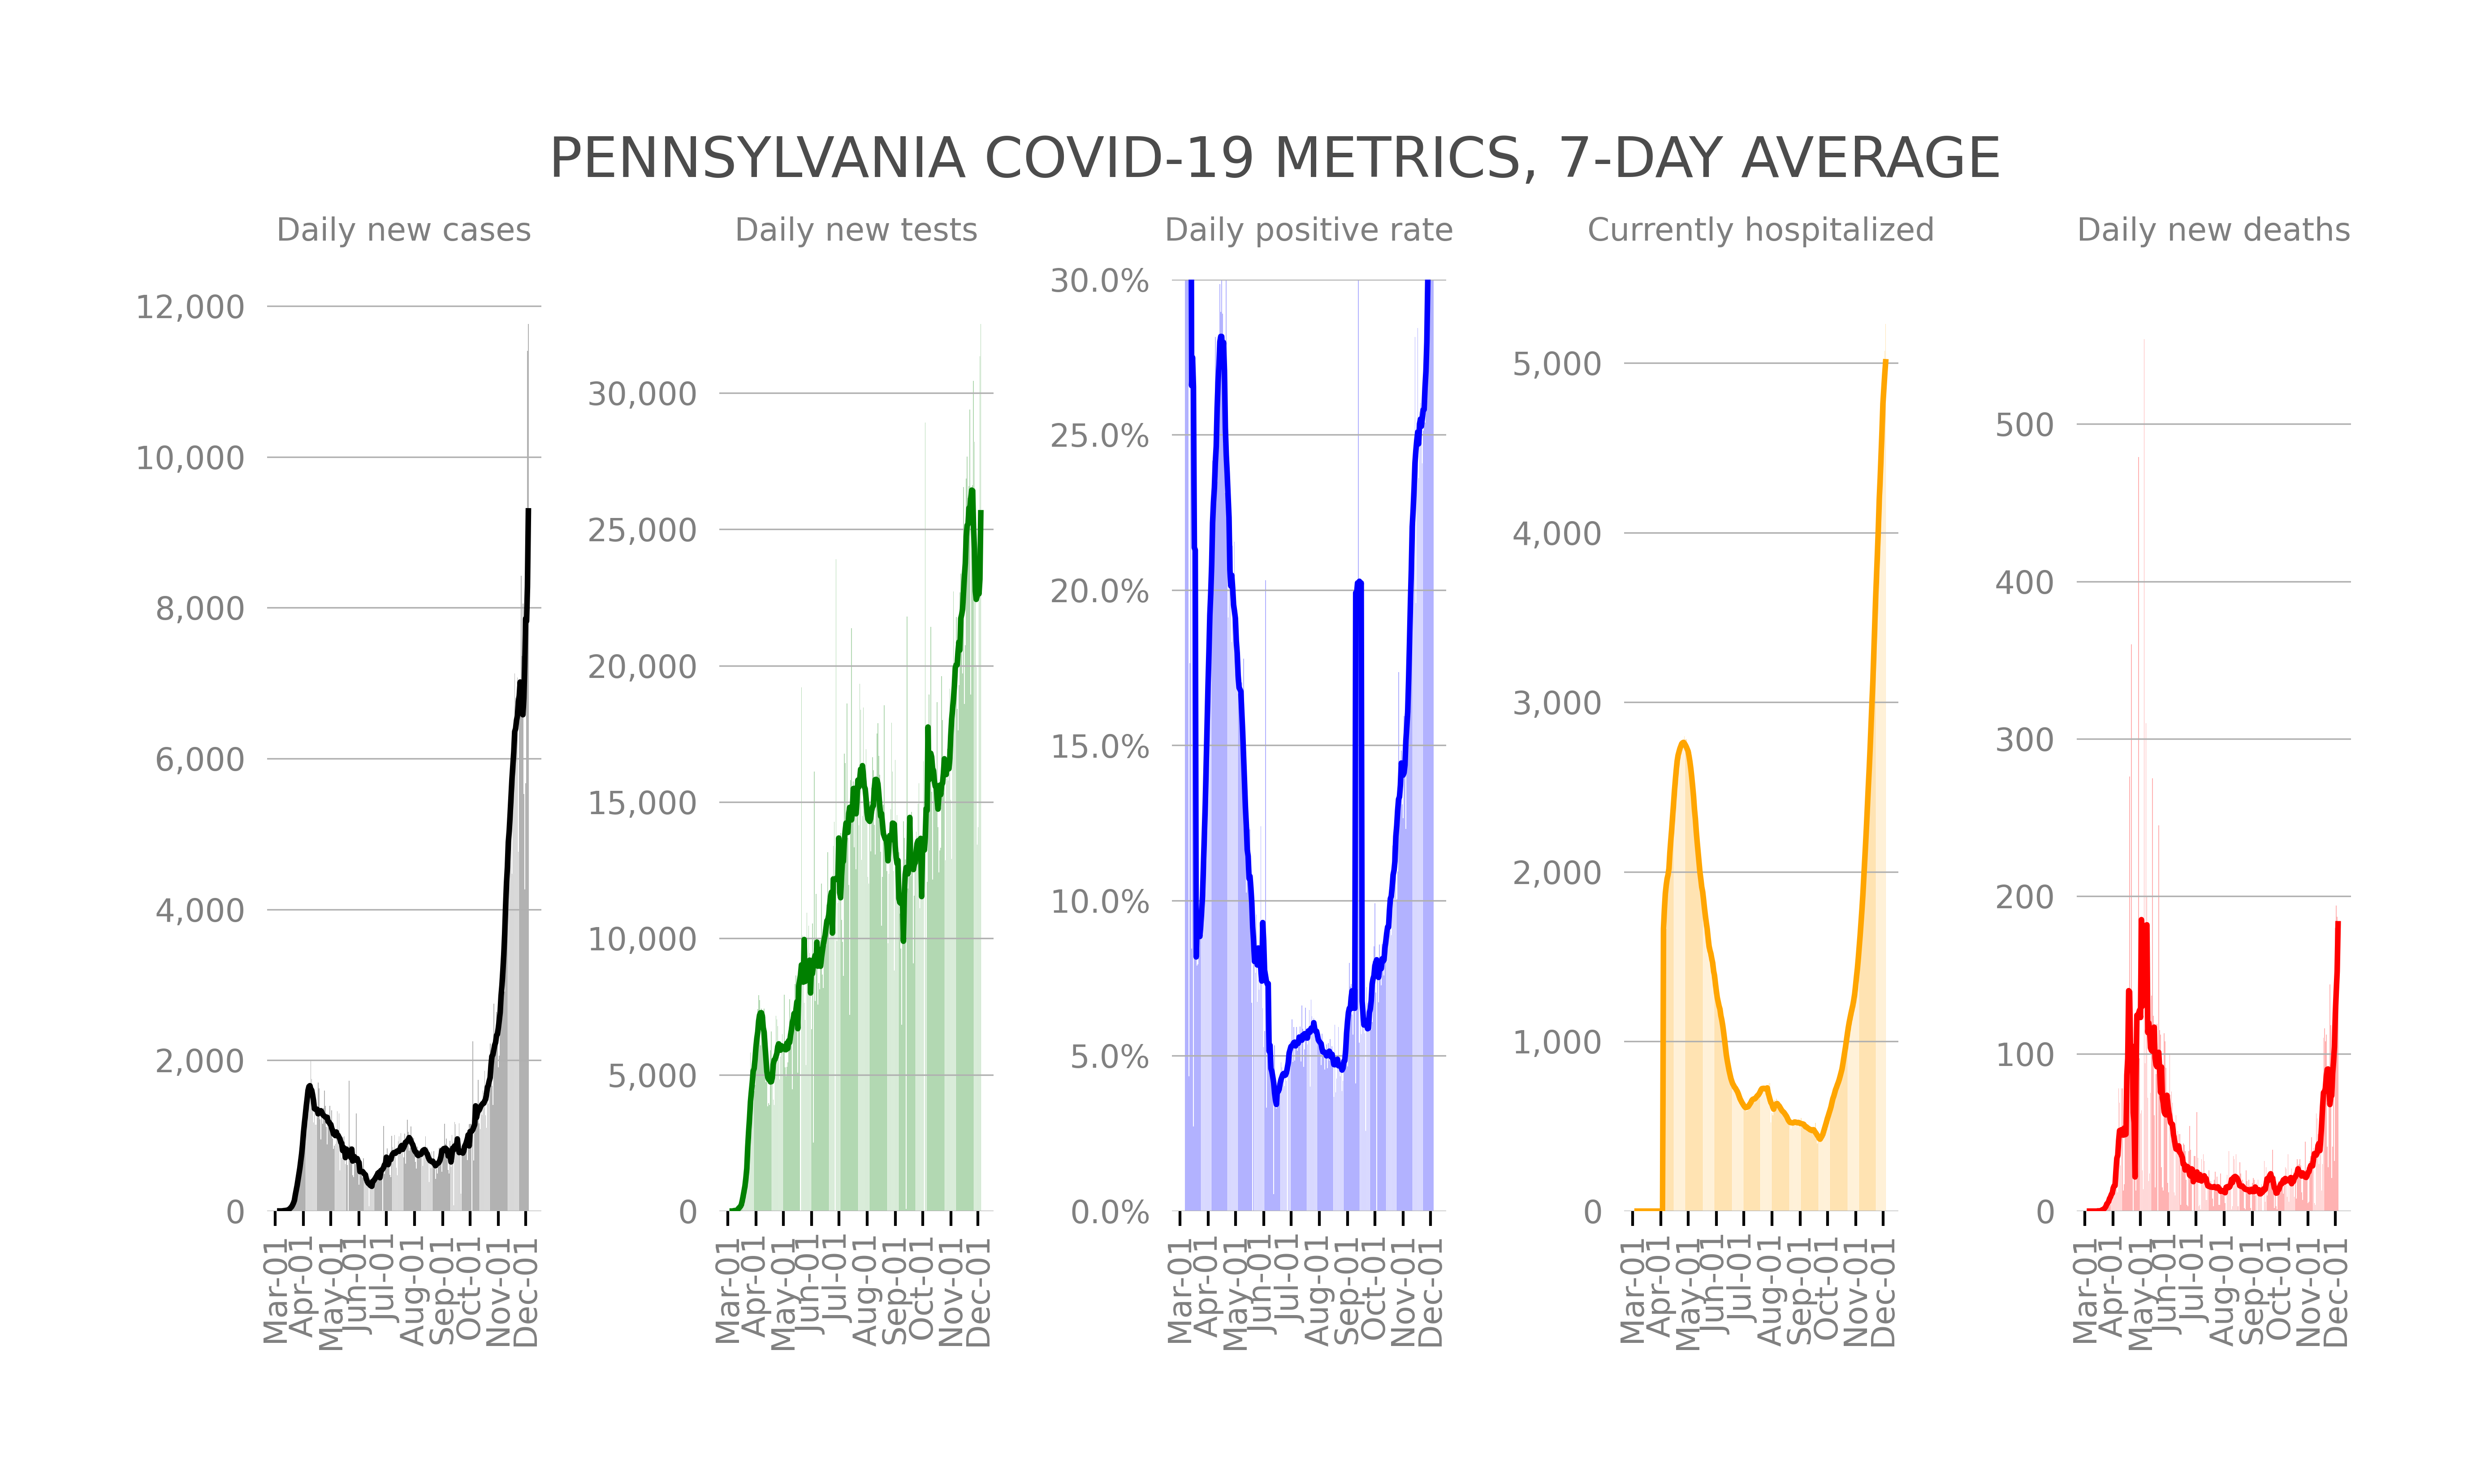 PENNSYLVANIA COVID-19 METRICS, 7-DAY AVERAGE
Daily new cases
12,000
10,000
8,000
6,000
4,000
2,000
0
Mar-01
Apr-01
May-01
Jun-01
Jul-01
Aug-01
Sep-01
Oct-01
Nov-01
Dec-01
Daily new tests
30,000
25,000
20,000
15,000
10,000
5,000
0
Mar-01
Apr-01
May-01
Jun-01
Jul-01
Aug-01
Sep-01
Oct-01
Nov-01
Dec-01
Daily positive rate
30.0%
25.0%
20.0%
15.0%
10.0%
5.0%
0.0%
Mar-01
Apr-01
May-01
Jun-01
Jul-01
Aug-01
Sep-01
Oct-01
Nov-01
Dec-01
Currently hospitalized
5,000
4,000
3,000
2,000
1,000
0
Mar-01
Apr-01
May-01
Jun-01
Jul-01
Aug-01
Sep-01
Oct-01
Nov-01
Dec-01
Daily new deaths
500
400
300
200
100
0
Mar-01
Apr-01
May-01
Jun-01
Jul-01
Aug-01
Sep-01
Oct-01
Nov-01
Dec-01